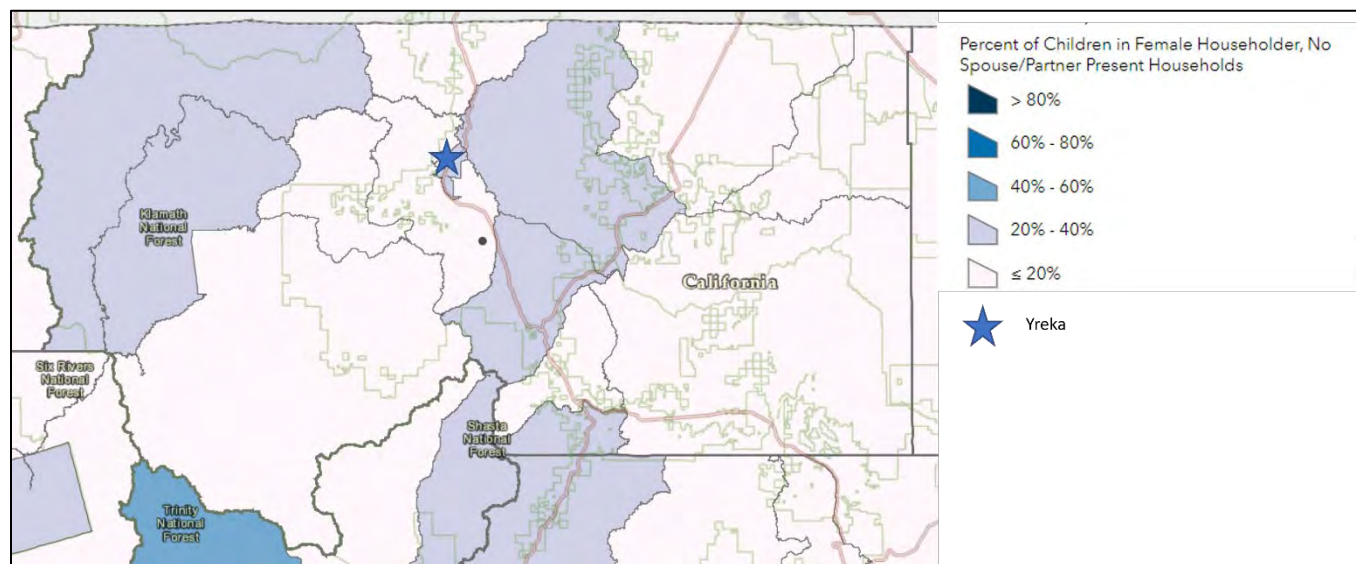 Percent of Children in Female Householder, No
Spouse/Partner Present Households
> 80%
60% - 80%
40% - 60%
20% - 40%
≤ 20%
Yreka
Klamath
National
Forest
California
Six Rivers
National
Forest
Shasta
National
Forest
Trinity
National
Forest